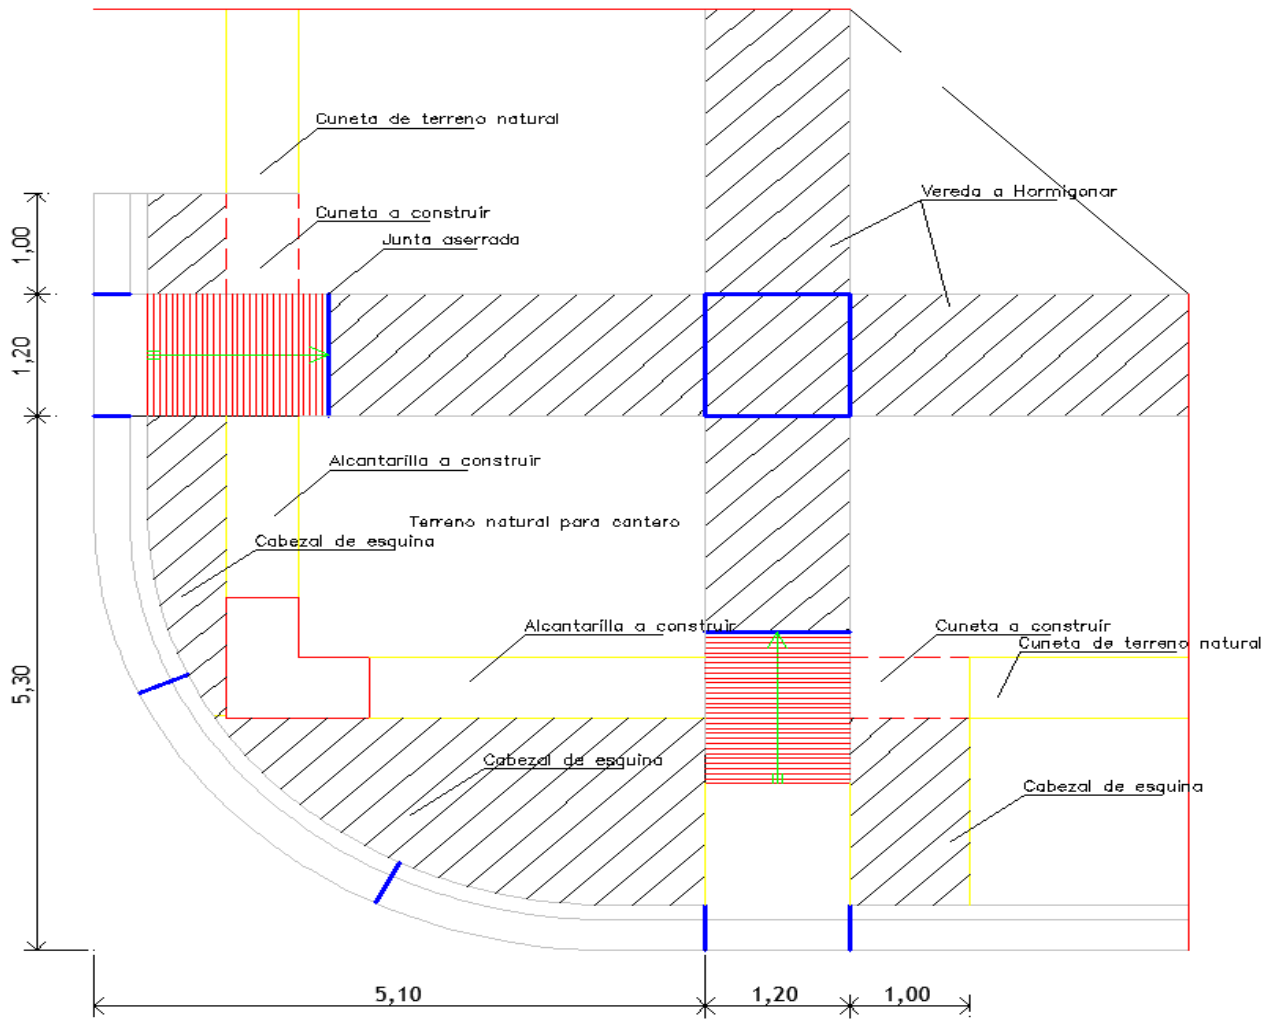 Cuneta de terreno natural
Vereda a Hormigonar
Cuneta a construir
Junta aserrada
1,00
1,20
Alcantarilla a construir
Terreno natural para cantero
Cabezal de esquina
Alcantarilla a construir
Cuneta a construir
Cuneta de terreno natural
5,30
Cabezal de esquina
Cabezal de esquina
5,10
1,20
1,00